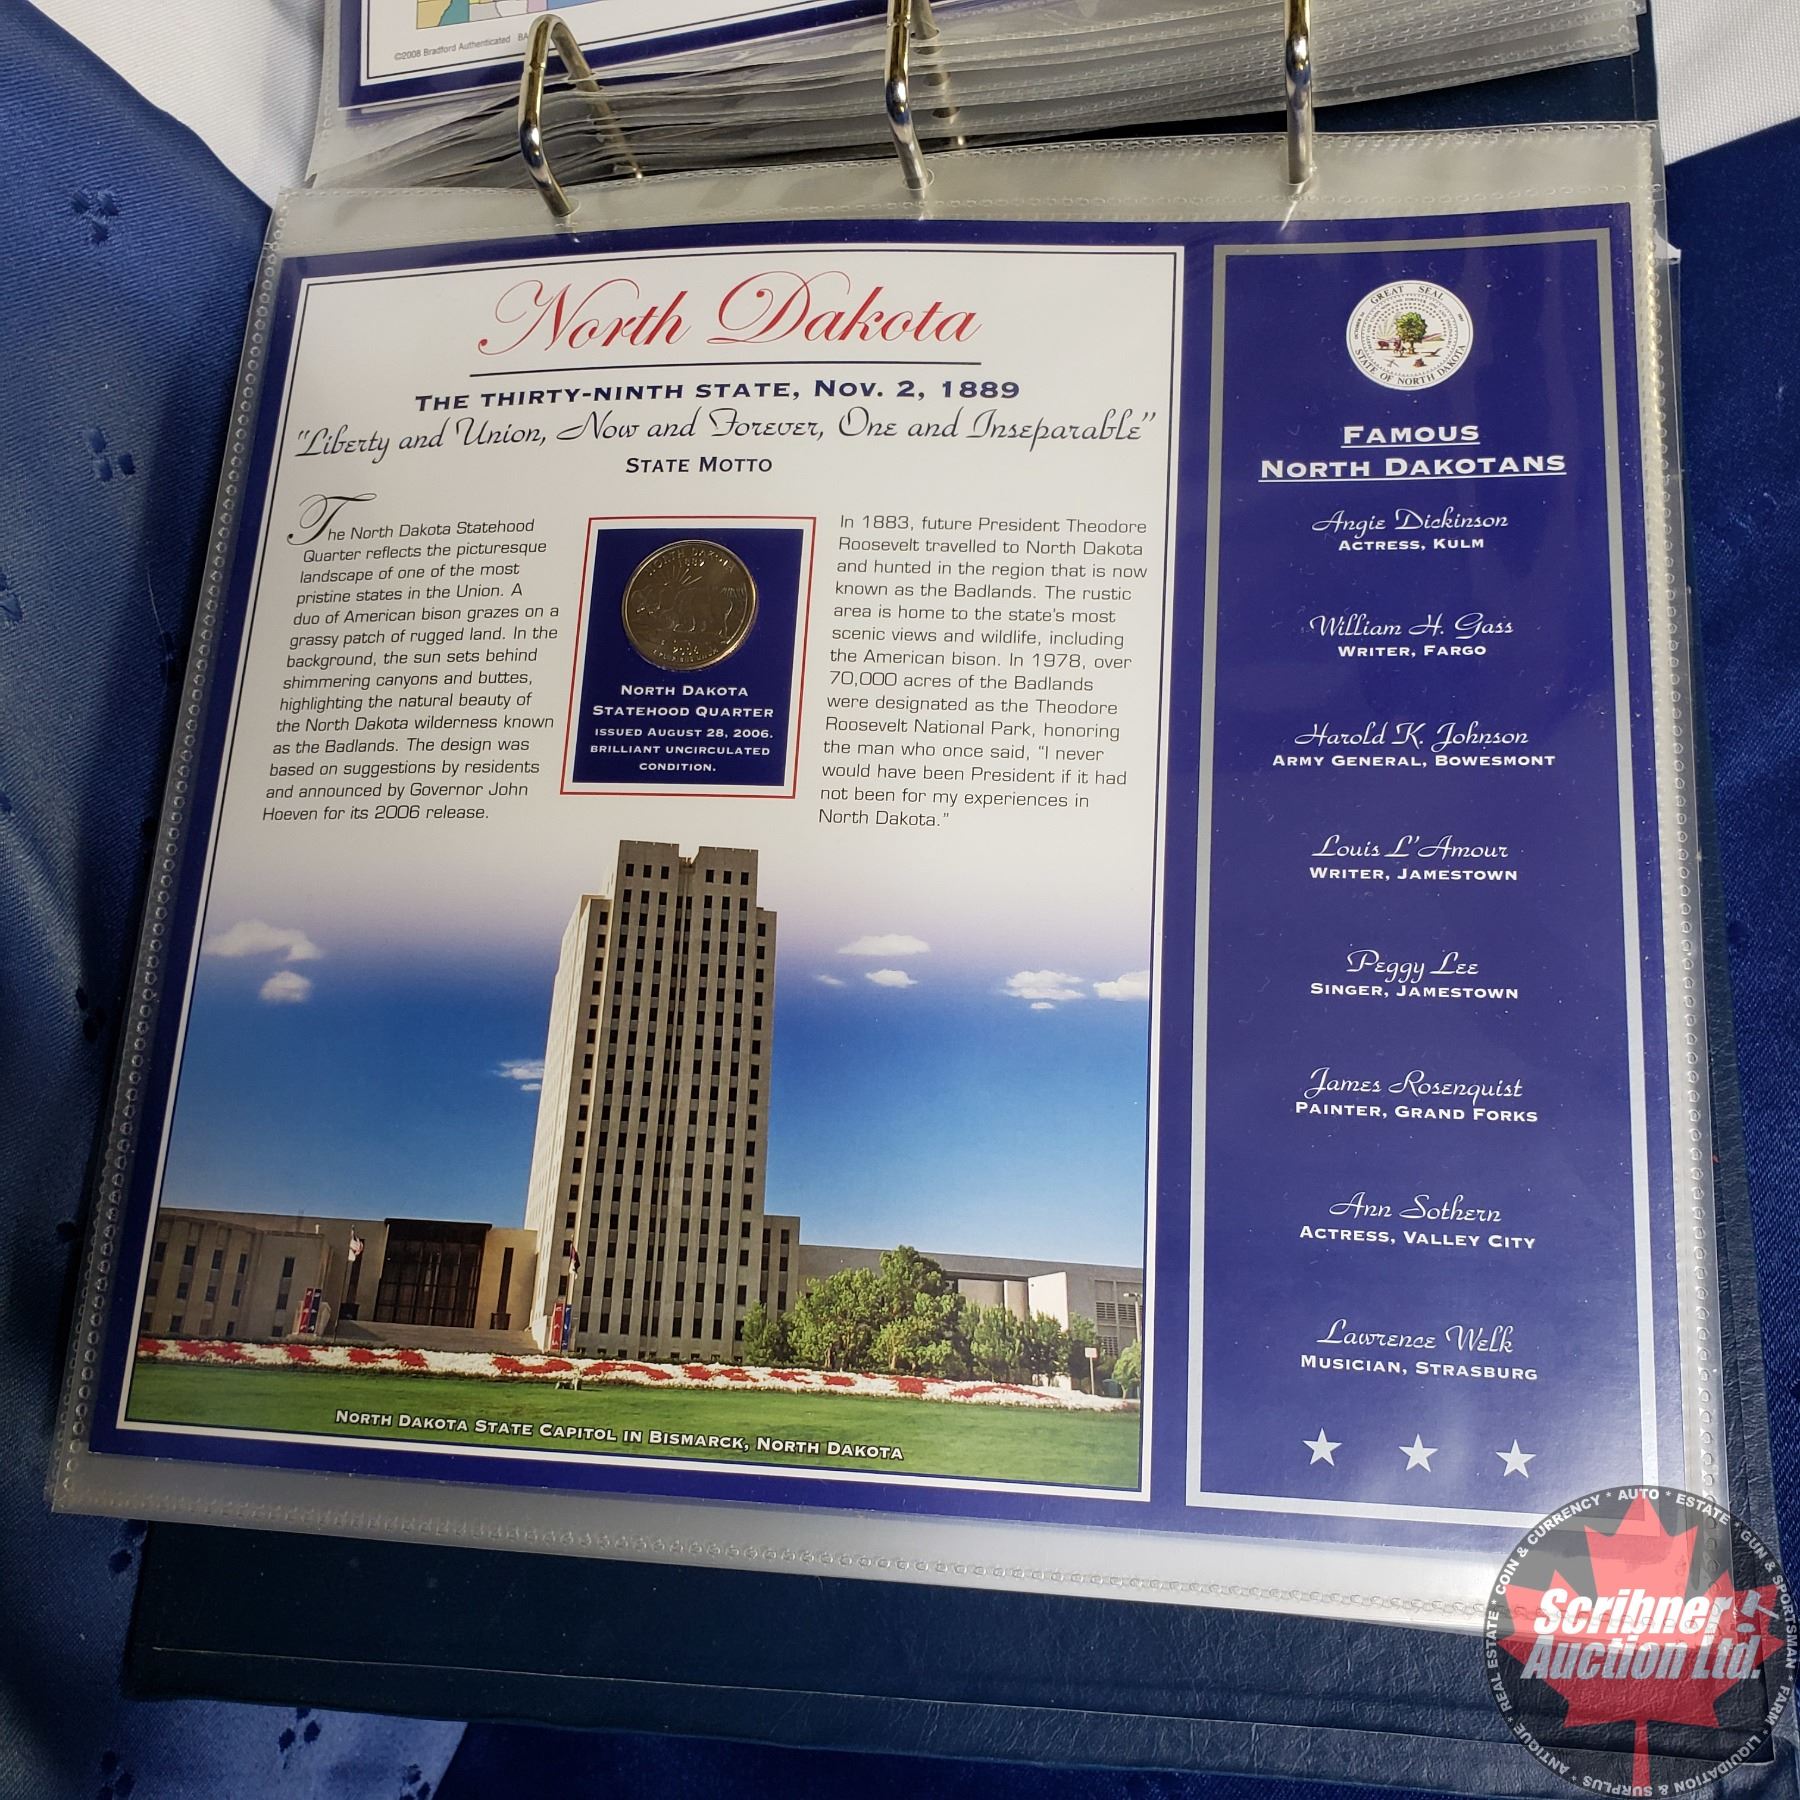 ©2008 Bradford Authenticated BA
North Dakota
The thirty-ninth state, Nov. 2, 1889
"Liberty and Union, Now and Forever, One and Inseparable"
State Motto
The North Dakota Statehood
Quarter reflects the picturesque
landscape of one of the most
pristine states in the Union. A
duo of American bison grazes on a
grassy patch of rugged land. In the
background, the sun sets behind
shimmering canyons and buttes,
highlighting the natural beauty of
the North Dakota wilderness known
as the Badlands. The design was
based on suggestions by residents
and announced by Governor John
Hoeven for its 2006 release.
NORTH DAKOTA
1889
2006
North Dakota
Statehood Quarter
issued August 28, 2006.
brilliant uncirculated
condition.
In 1883, future President Theodore
Roosevelt travelled to North Dakota
and hunted in the region that is now
known as the Badlands. The rustic
area is home to the state's most
scenic views and wildlife, including
the American bison. In 1978, over
70,000 acres of the Badlands
were designated as the Theodore
Roosevelt National Park, honoring
the man who once said, "I never
would have been President if it had
not been for my experiences in
North Dakota."
North Dakota State Capitol in Bismarck, North Dakota
GREAT SEAL
STATE OF NORTH DAKOTA
Famous
North Dakotans
Angie Dickinson
Actress, Kulm
William H. Gass
Writer, Fargo
Harold K. Johnson
Army General, Bowesmont
Louis L'Amour
Writer, Jamestown
Peggy Lee
Singer, Jamestown
James Rosenquist
Painter, Grand Forks
Ann Sothern
Actress, Valley City
Lawrence Welk
Musician, Strasburg
Scribner
Auction Ltd.
ANTIQUE * REAL ESTATE * COIN & CURRENCY * AUTO * ESTATE * GUN & SPORTSMAN * FARM * LIQUIDATION & SURPLUS *